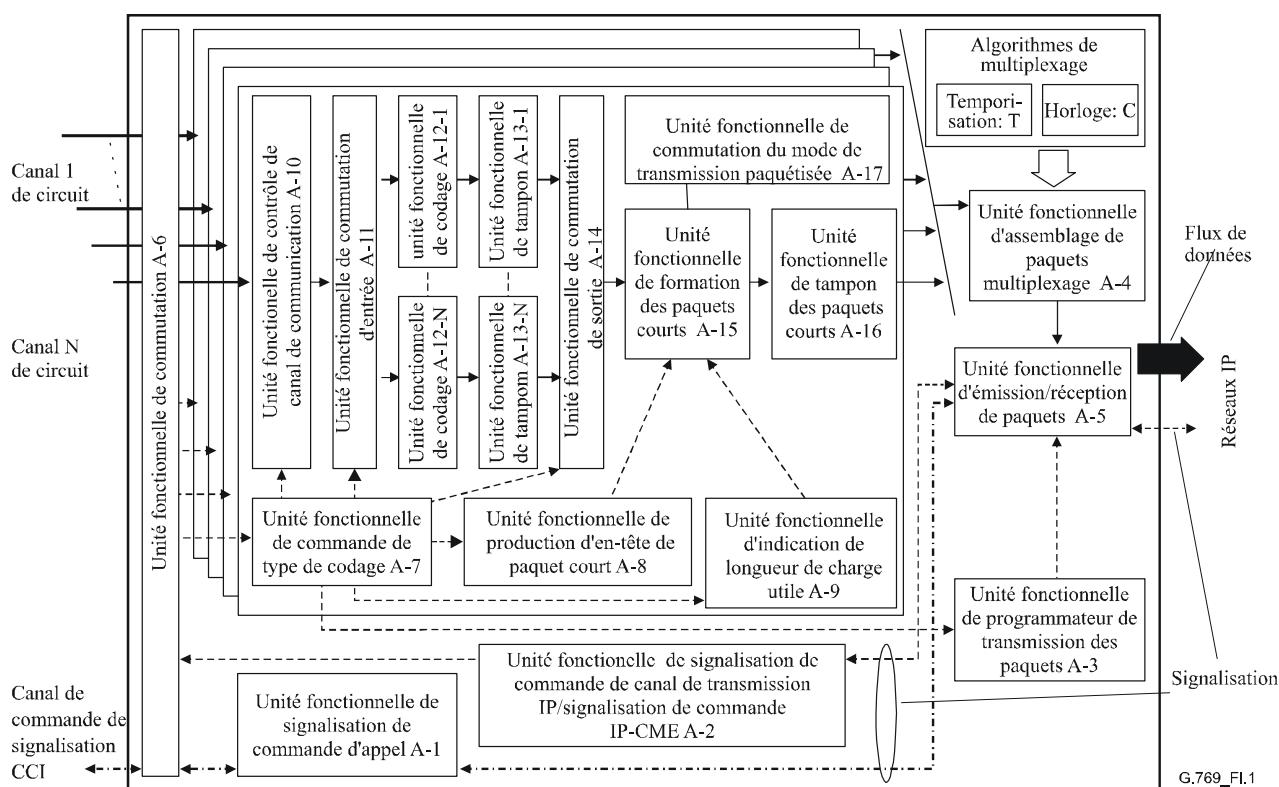 Canal 1
de circuit
Canal N
de circuit
Canal de
commande de
signalisation
CCI
Unité fonctionnelle de commutation A-6
Unité fonctionnelle de contrôle de
canal de communication A-10
Unité fonctionnelle de commutation
d'entrée A-11
unité fonctionnelle
de codage A-12-1
Unité fonctionnelle
de tampon A-13-1
Unité fonctionnelle
de codage A-12-N
Unité fonctionnelle
de tampon A-13-N
Unité fonctionnelle de commutation
de sortie A-14
Unité fonctionnelle de
commutation du mode de
transmission paquétisée A-17
Unité
fonctionnelle
de formation
des paquets
courts A-15
Unité
fonctionnelle
de tampon
des paquets
courts A-16
Algorithmes de
multiplexage
Tempori-
sation: T
Horloge: C
Unité fonctionnelle
d'assemblage de
paquets
multiplexage A-4
Unité fonctionnelle
d'émission/réception
de paquets A-5
Flux de
données
Réseaux IP
Unité fonctionnelle
de commande de
type de codage A-7
Unité fonctionnelle de
production d'en-tête de
paquet court A-8
Unité fonctionnelle
d'indication de
longueur de charge
utile A-9
Unité fonctionnelle
de programmateur de
transmission des
paquets A-3
Unité fonctionelle de signalisation de
commande de canal de transmission
IP/signalisation de commande
IP-CME A-2
Unité fonctionnelle de
signalisation de
commande d'appel A-1
Signalisation
G.769_FI.1